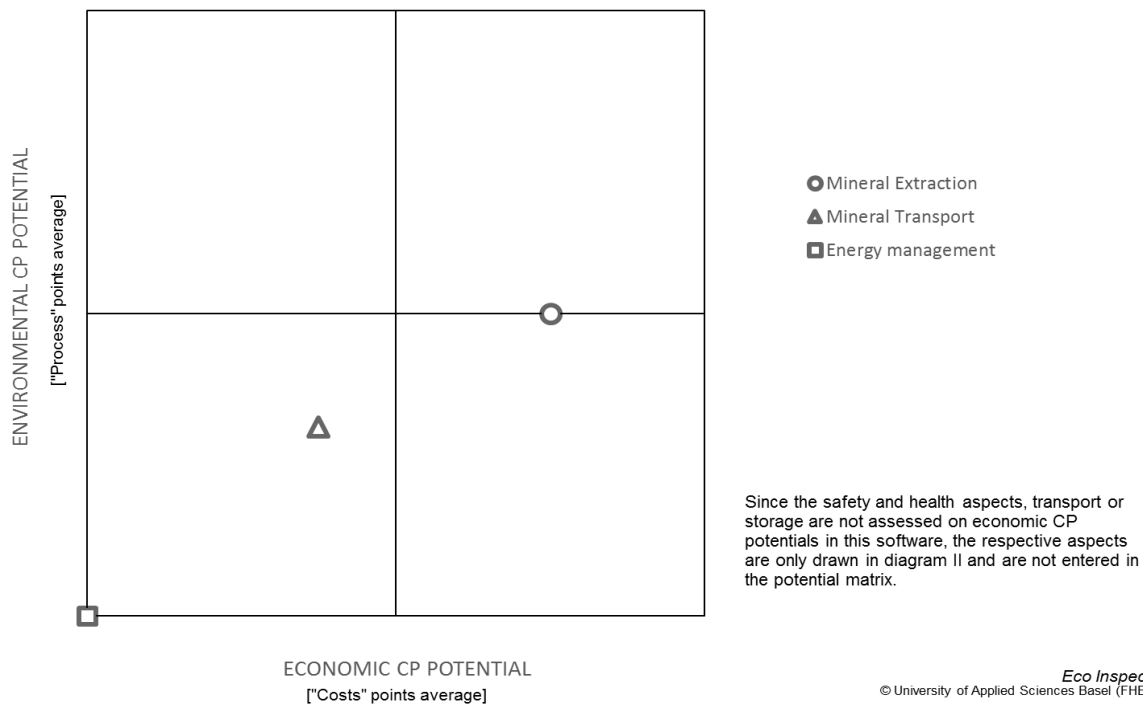 ENVIRONMENTAL CP POTENTIAL
["Process" points average]
Mineral Extraction
Mineral Transport
Energy management
Since the safety and health aspects, transport or
storage are not assessed on economic CP
potentials in this software, the respective aspects
are only drawn in diagram II and are not entered in
the potential matrix.
ECONOMIC CP POTENTIAL
["Costs" points average]
Eco Inspec
© University of Applied Sciences Basel (FHB